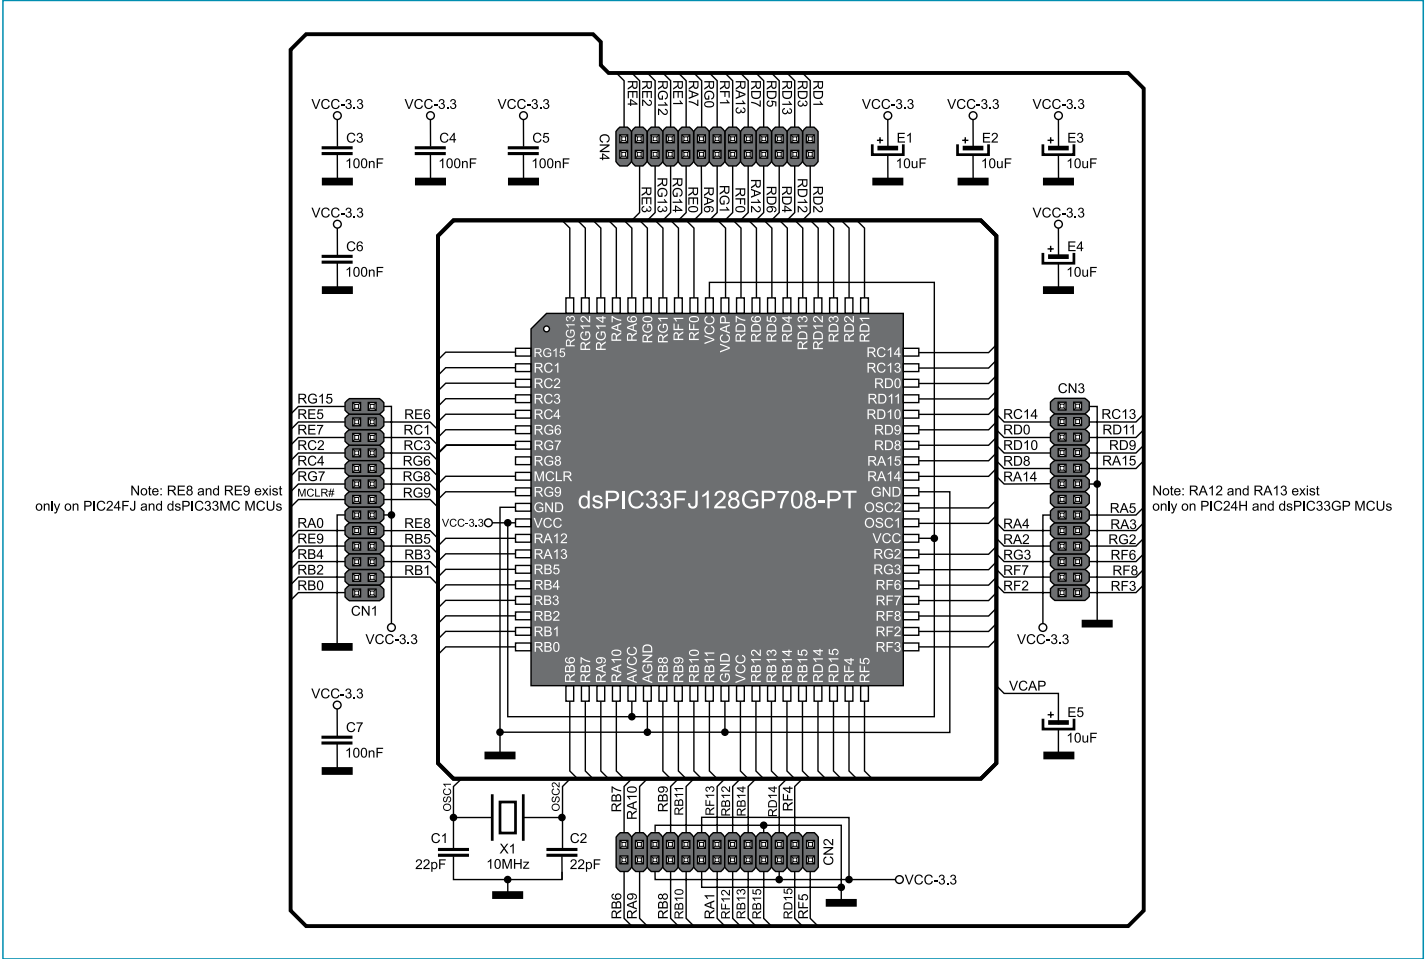 RE4
RE2
RG12
RE1
RA7
RG0
RF1
RA13
RD7
RD5
RD13
RD3
RD1
CN4
RE3
RG13
RG14
RE0
RA6
RG1
RF0
RA12
RD6
RD4
RD12
RD2
VCC-3.3
C3
100nF
VCC-3.3
C4
100nF
VCC-3.3
C5
100nF
VCC-3.3
E1
10uF
VCC-3.3
E2
10uF
VCC-3.3
E3
10uF
VCC-3.3
C6
100nF
VCC-3.3
E4
10uF
RG13
RG12
RG14
RA7
RA6
RG0
RG1
RF1
RF0
VCC
VCAP
RD7
RD6
RD5
RD4
RD13
RD12
RD3
RD2
RD1
RG15
RC1
RC2
RC3
RC4
RG6
RG7
RG8
MCLR
RG9
GND
VCC
RA12
RA13
RB5
RB4
RB3
RB2
RB1
RB0
dsPIC33FJ128GP708-PT
RC14
RC13
RD0
RD11
RD10
RD9
RD8
RA15
RA14
GND
OSC2
OSC1
VCC
RG2
RG3
RF6
RF7
RF8
RF2
RF3
RB6
RB7
RA9
RA10
AVCC
AGND
RB8
RB9
RB10
RB11
GND
VCC
RB12
RB13
RB14
RB15
RD14
RD15
RF4
RF5
VCC-3.3
RG15
RE5
RE7
RC2
RC4
RG7
MCLR#
RA0
RE9
RB4
RB2
RB0
RE6
RC1
RC3
RG6
RG8
RG9
RE8
RB5
RB3
RB1
CN1
VCC-3.3
Note: RE8 and RE9 exist
only on PIC24FJ and dsPIC33MC MCUs
CN3
RC14
RD0
RD10
RD8
RA14
RA4
RA2
RG3
RF7
RF2
RC13
RD11
RD9
RA15
RA5
RA3
RG2
RF6
RF8
RF3
VCC-3.3
Note: RA12 and RA13 exist
only on PIC24H and dsPIC33GP MCUs
VCC-3.3
C7
100nF
VCAP
E5
10uF
OSC1
OSC2
C1
22pF
X1
10MHz
C2
22pF
RB7
RA10
RB9
RB11
RF13
RB12
RB14
RD14
RF4
CN2
VCC-3.3
RB6
RA9
RB8
RB10
RA1
RF12
RB13
RB15
RD15
RF5